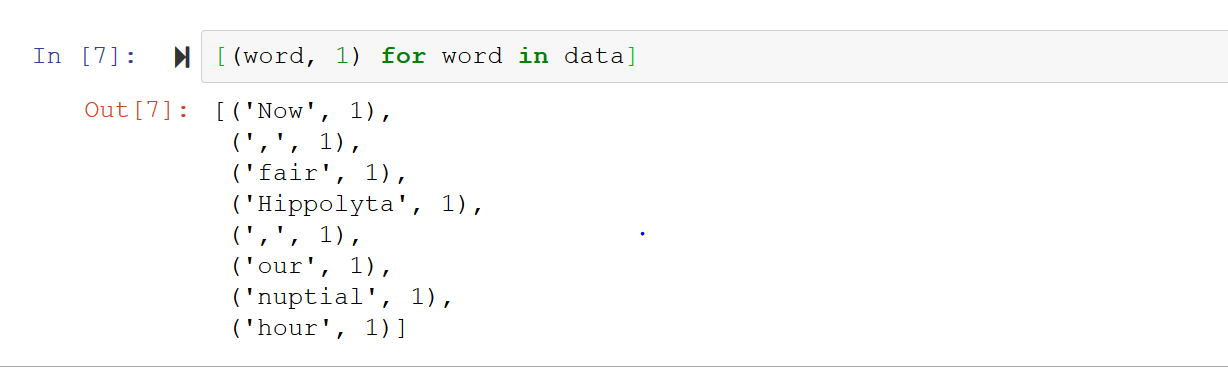 In [7]: [(word, 1) for word in data]
Out[7]: [('Now', 1),
(',', 1),
('fair', 1),
('Hippolyta', 1),
(',', 1),
('our', 1),
('nuptial', 1),
('hour', 1)]